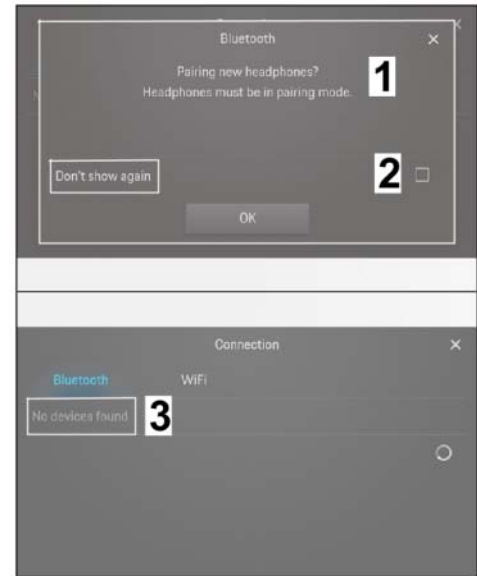 Bluetooth
×
Pairing new headphones?
1
Headphones must be in pairing mode.
Don't show again
2
OK
Connection
×
Bluetooth
WiFi
No devices found
3